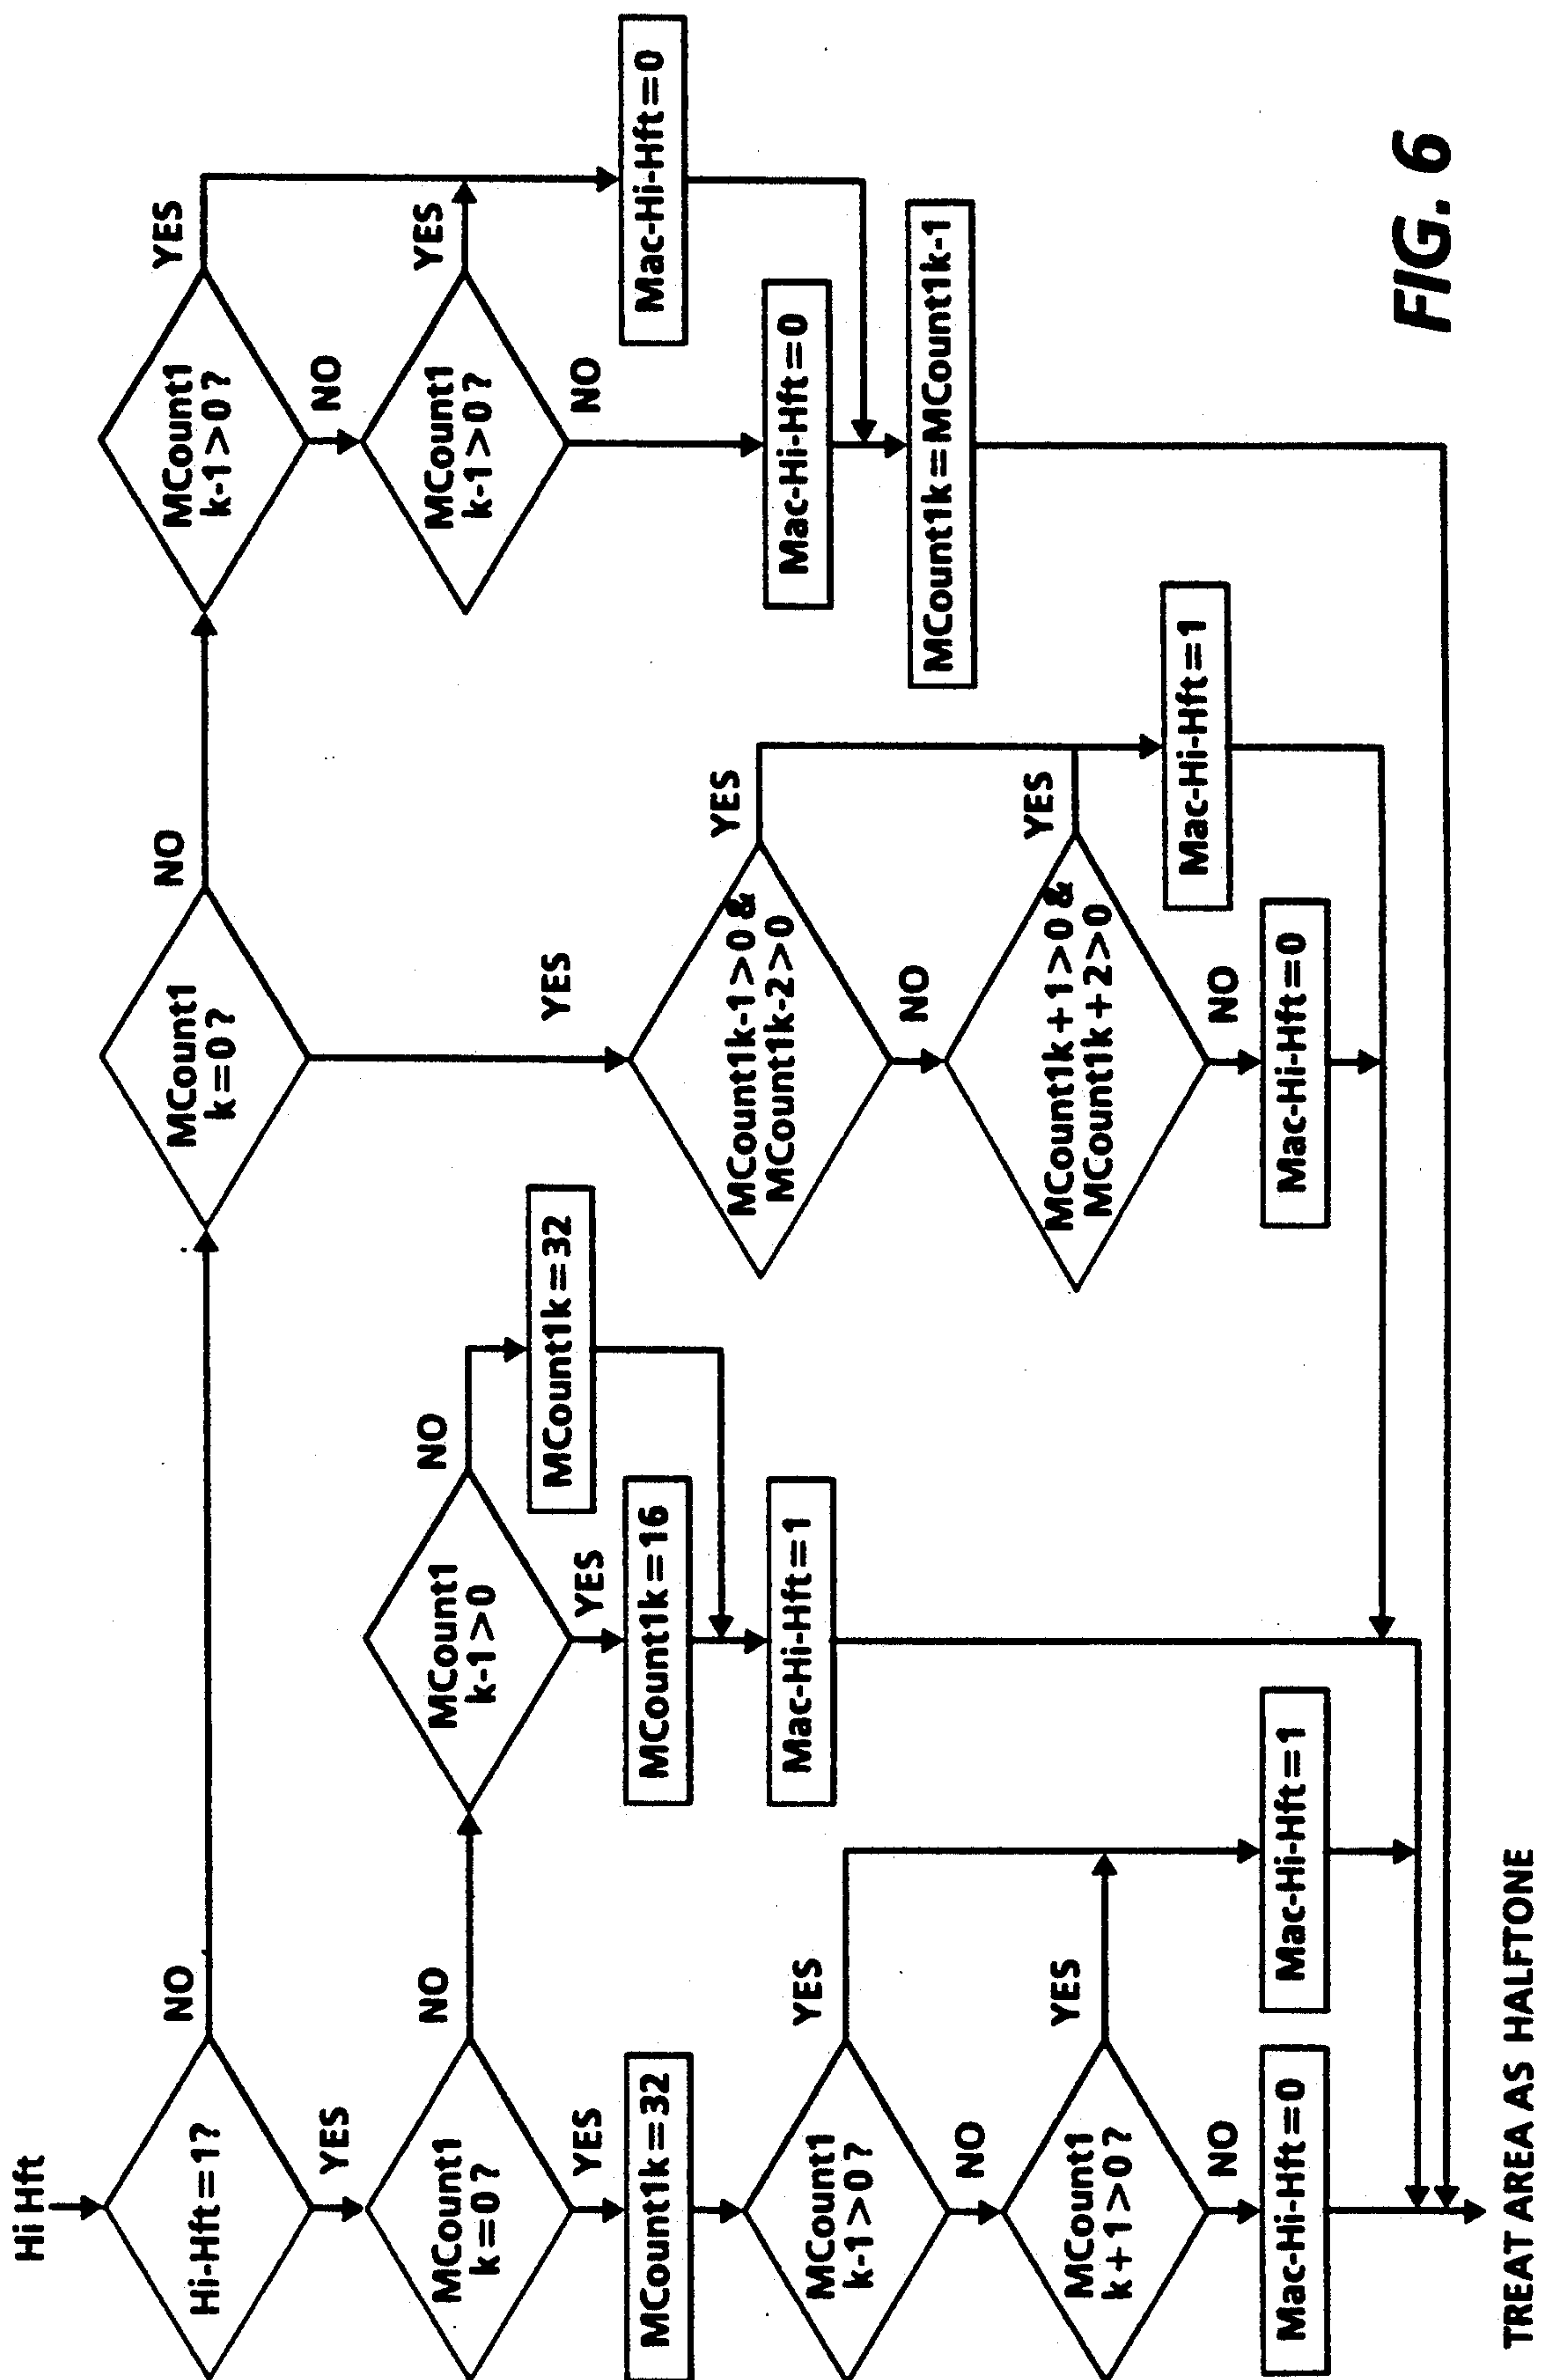 Hi Hft
Hi-Hft=1?
NO
YES
MCount1
k=0?
NO
YES
MCount1k=32
MCount1
k-1>0?
YES
NO
MCount1
k+1>0?
YES
NO
Mac-Hi-Hft=0
Mac-Hi-Hft=1
MCount1
k-1>0
NO
YES
MCount1k=32
MCount1k=16
Mac-Hi-Hft=1
MCount1
k=0?
NO
YES
MCount1k-1>0 &
MCount1k-2>0
YES
NO
MCount1k+1>0 &
MCount1k+2>0
YES
NO
Mac-Hi-Hft=0
Mac-Hi-Hft=1
MCount1
k-1>0?
YES
NO
MCount1
k-1>0?
YES
NO
Mac-Hi-Hft=0
Mac-Hi-Hft=0
MCount1k=MCount1k-1
TREAT AREA AS HALFTONE
FIG. 6